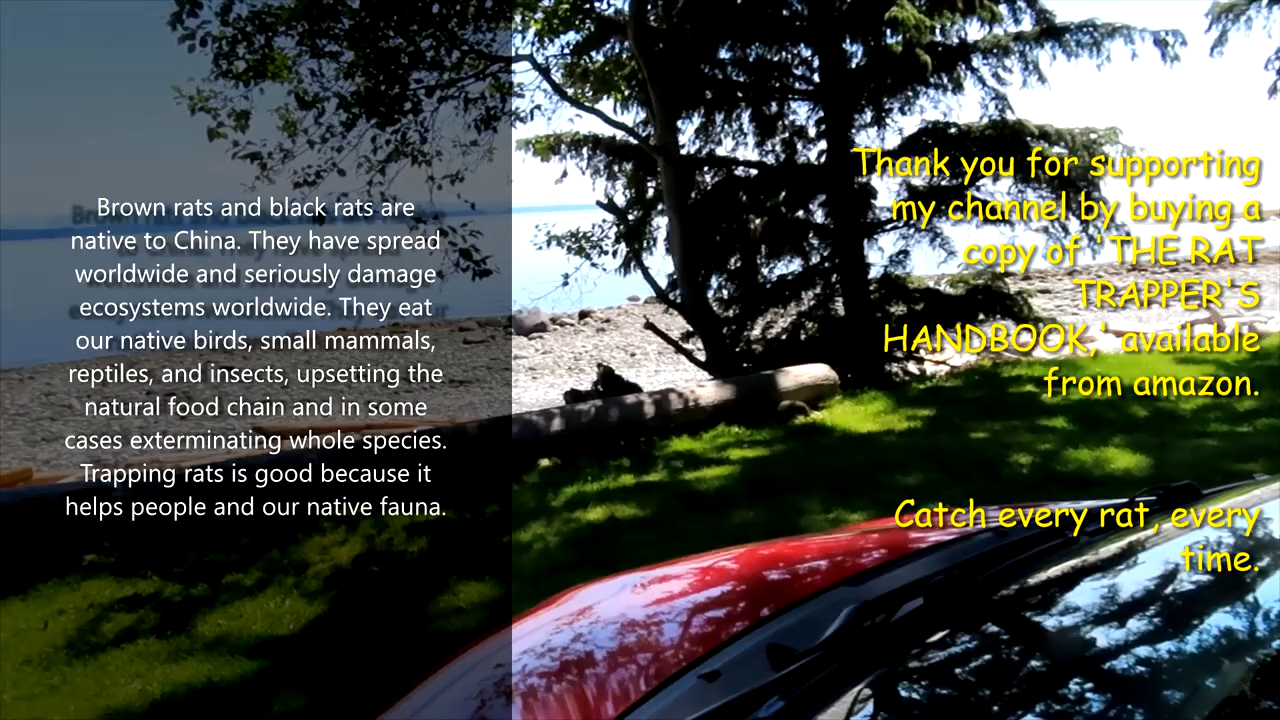 Brown rats and black rats are
native to China. They have spread
worldwide and seriously damage
ecosystems worldwide. They eat
our native birds, small mammals,
reptiles, and insects, upsetting the
natural food chain and in some
cases exterminating whole species.
Trapping rats is good because it
helps people and our native fauna.
Thank you for supporting
my channel by buying a
copy of 'THE RAT
TRAPPER'S
HANDBOOK,' available
from amazon.
Catch every rat, every
time.